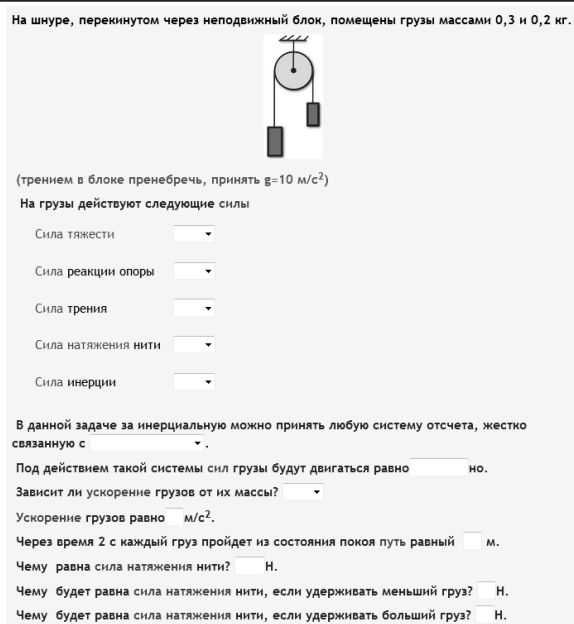 На шнуре, перекинутом через неподвижный блок, помещены грузы массами 0,3 и 0,2 кг.
(трением в блоке пренебречь, принять g=10 м/с²)
На грузы действуют следующие силы
Сила тяжести
Сила реакции опоры
Сила трения
Сила натяжения нити
Сила инерции
В данной задаче за инерциальную можно принять любую систему отсчета, жестко
связанную с .
Под действием такой системы сил грузы будут двигаться равно но.
Зависит ли ускорение грузов от их массы?
Ускорение грузов равно м/с².
Через время 2 с каждый груз пройдет из состояния покоя путь равный м.
Чему равна сила натяжения нити? Н.
Чему будет равна сила натяжения нити, если удерживать меньший груз? Н.
Чему будет равна сила натяжения нити, если удерживать больший груз? Н.